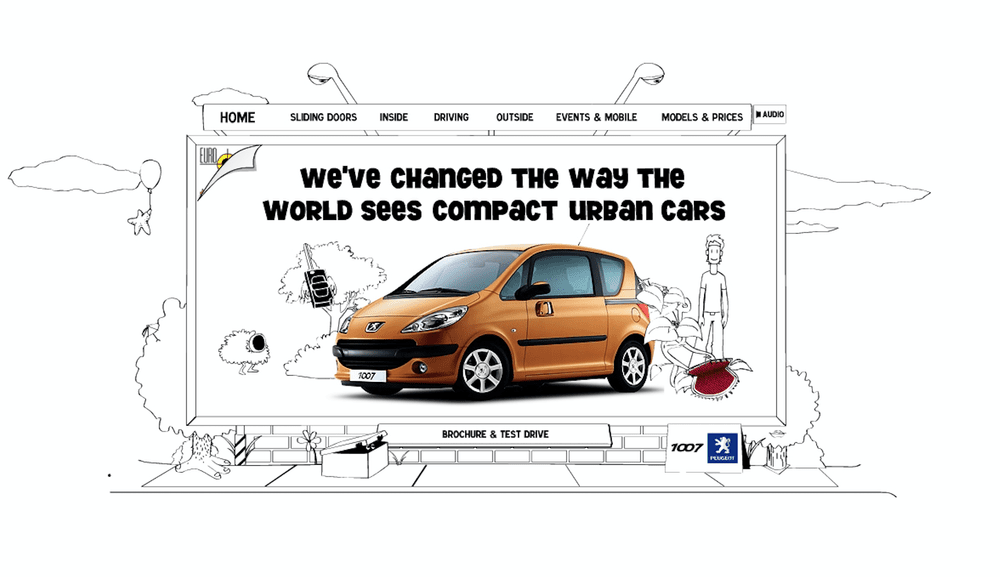 HOME
SLIDING DOORS
INSIDE
DRIVING
OUTSIDE
EVENTS & MOBILE
MODELS & PRICES
AUDIO
EURO
We've changed the way the
world sees compact urban cars
1007
BROCHURE & TEST DRIVE
1007
PEUGEOT